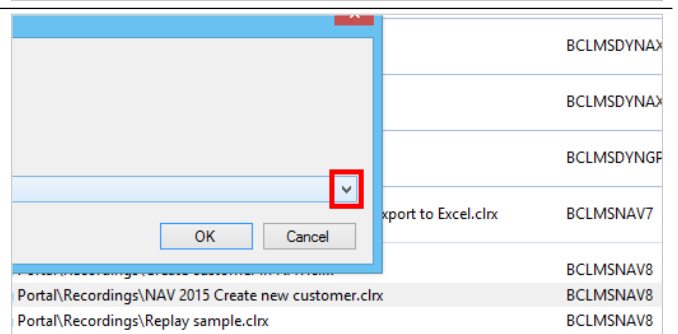 BCLMSDYNAX
BCLMSDYNAX
BCLMSDYNGP
xport to Excel.clrx BCLMSNAV7
OK Cancel
BCLMSNAV8
Portal\Recordings\NAV 2015 Create new customer.clrx BCLMSNAV8
Portal\Recordings\Replay sample.clrx BCLMSNAV8